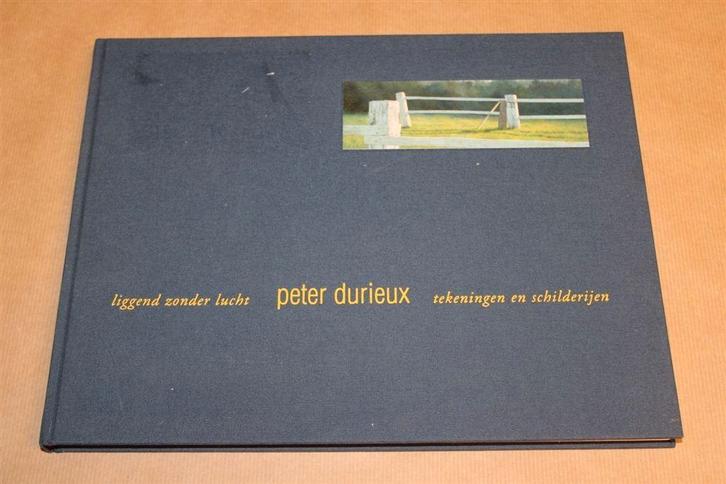 liggend zonder lucht peter durieux tekeningen en schilderijen